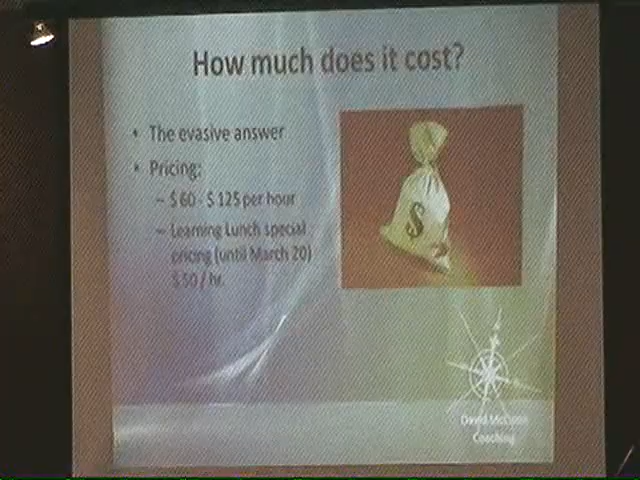 How much does it cost?
• The evasive answer
• Pricing:
– $60 - $125 per hour
– Learning Lunch special
pricing (until March 20)
$50 / hr.
$
David
Coaching